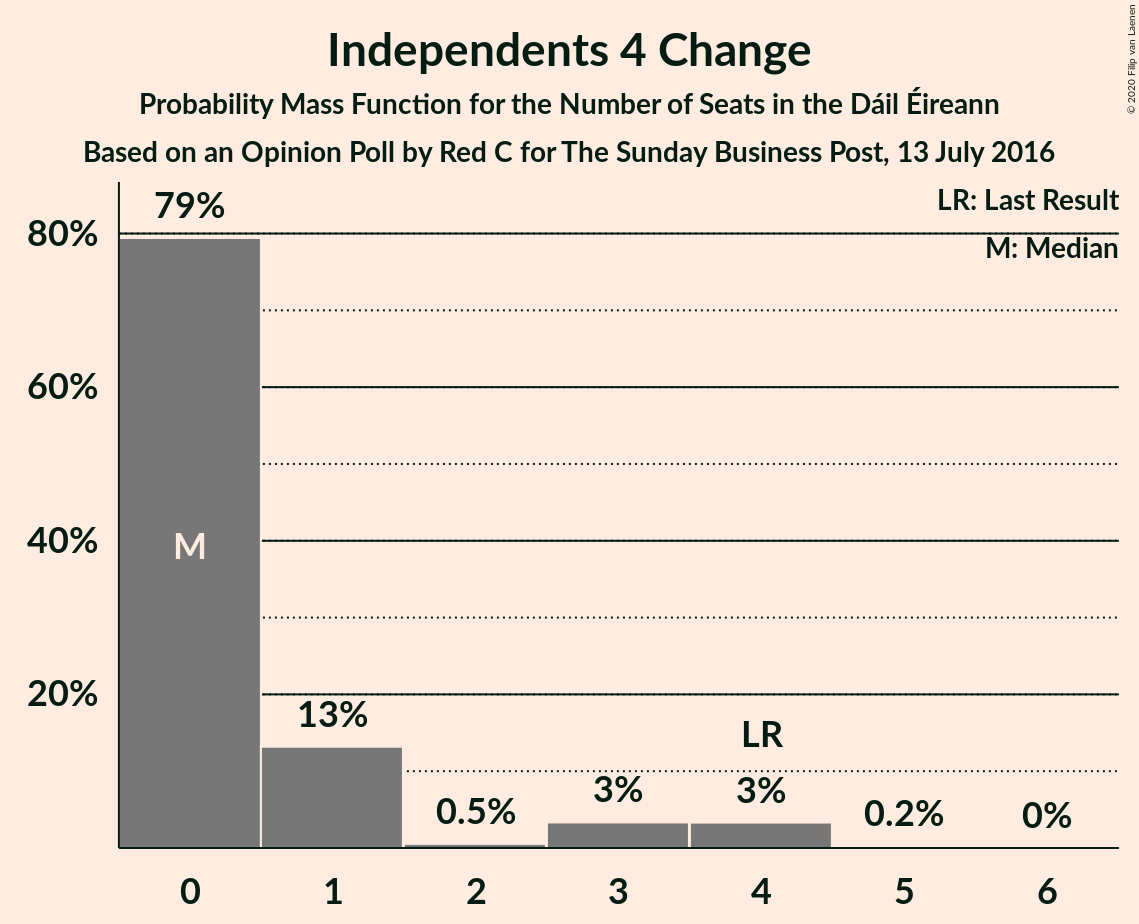 Independents 4 Change
Probability Mass Function for the Number of Seats in the Dáil Éireann
Based on an Opinion Poll by Red C for The Sunday Business Post, 13 July 2016
© 2020 Filip van Laenen
LR: Last Result
M: Median
79%
80%
60%
M
40%
20%
13%
LR
0.5%
3%
3%
0.2%
0%
0 1 2 3 4 5 6